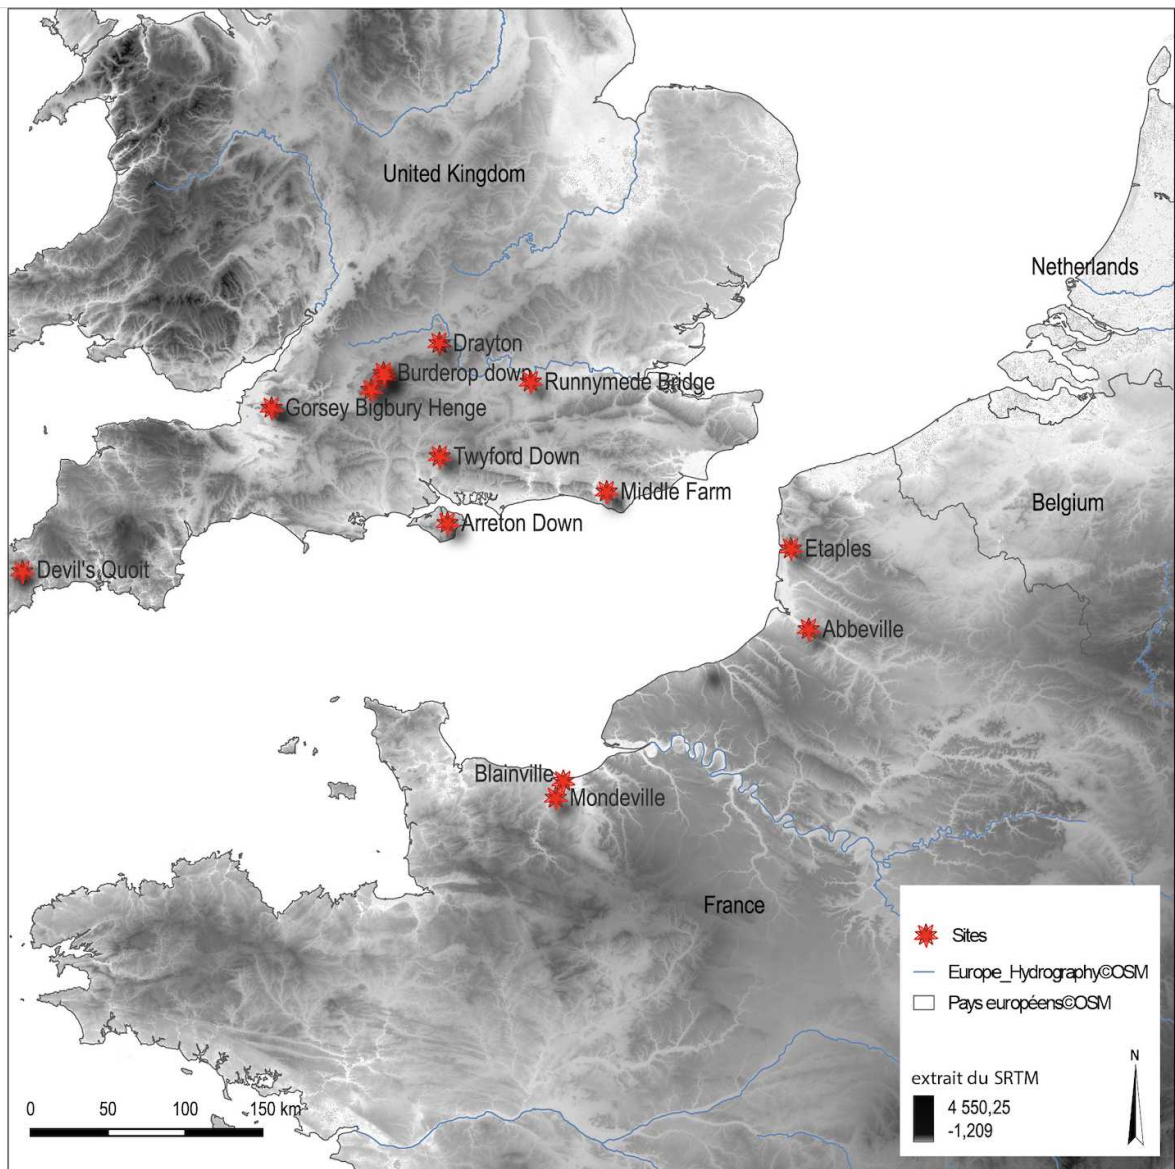 United Kingdom
Netherlands
Drayton
Burderop down
Runnymede Bridge
Gorsey Bigbury Henge
Twyford Down
Middle Farm
Belgium
Arreton Down
Etaples
Devil's Quoit
Abbeville
Blainville
Mondeville
France
Sites
Europe_Hydrography©OSM
Pays européens©OSM
N
extrait du SRTM
0 50 100 150 km
4 550,25
-1,209